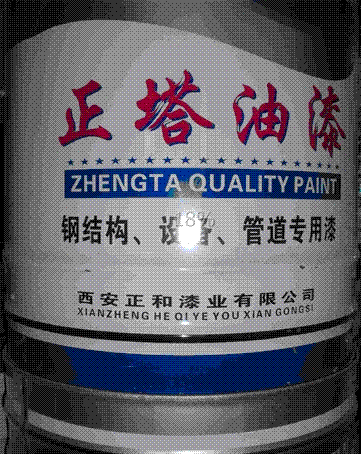 正塔油漆
ZHENGTA QUALITY PAINT
18%
钢结构、设备、管道专用漆
西安正和漆业有限公司
XIANZHENG HE QI YE YOU XIAN GONGSI